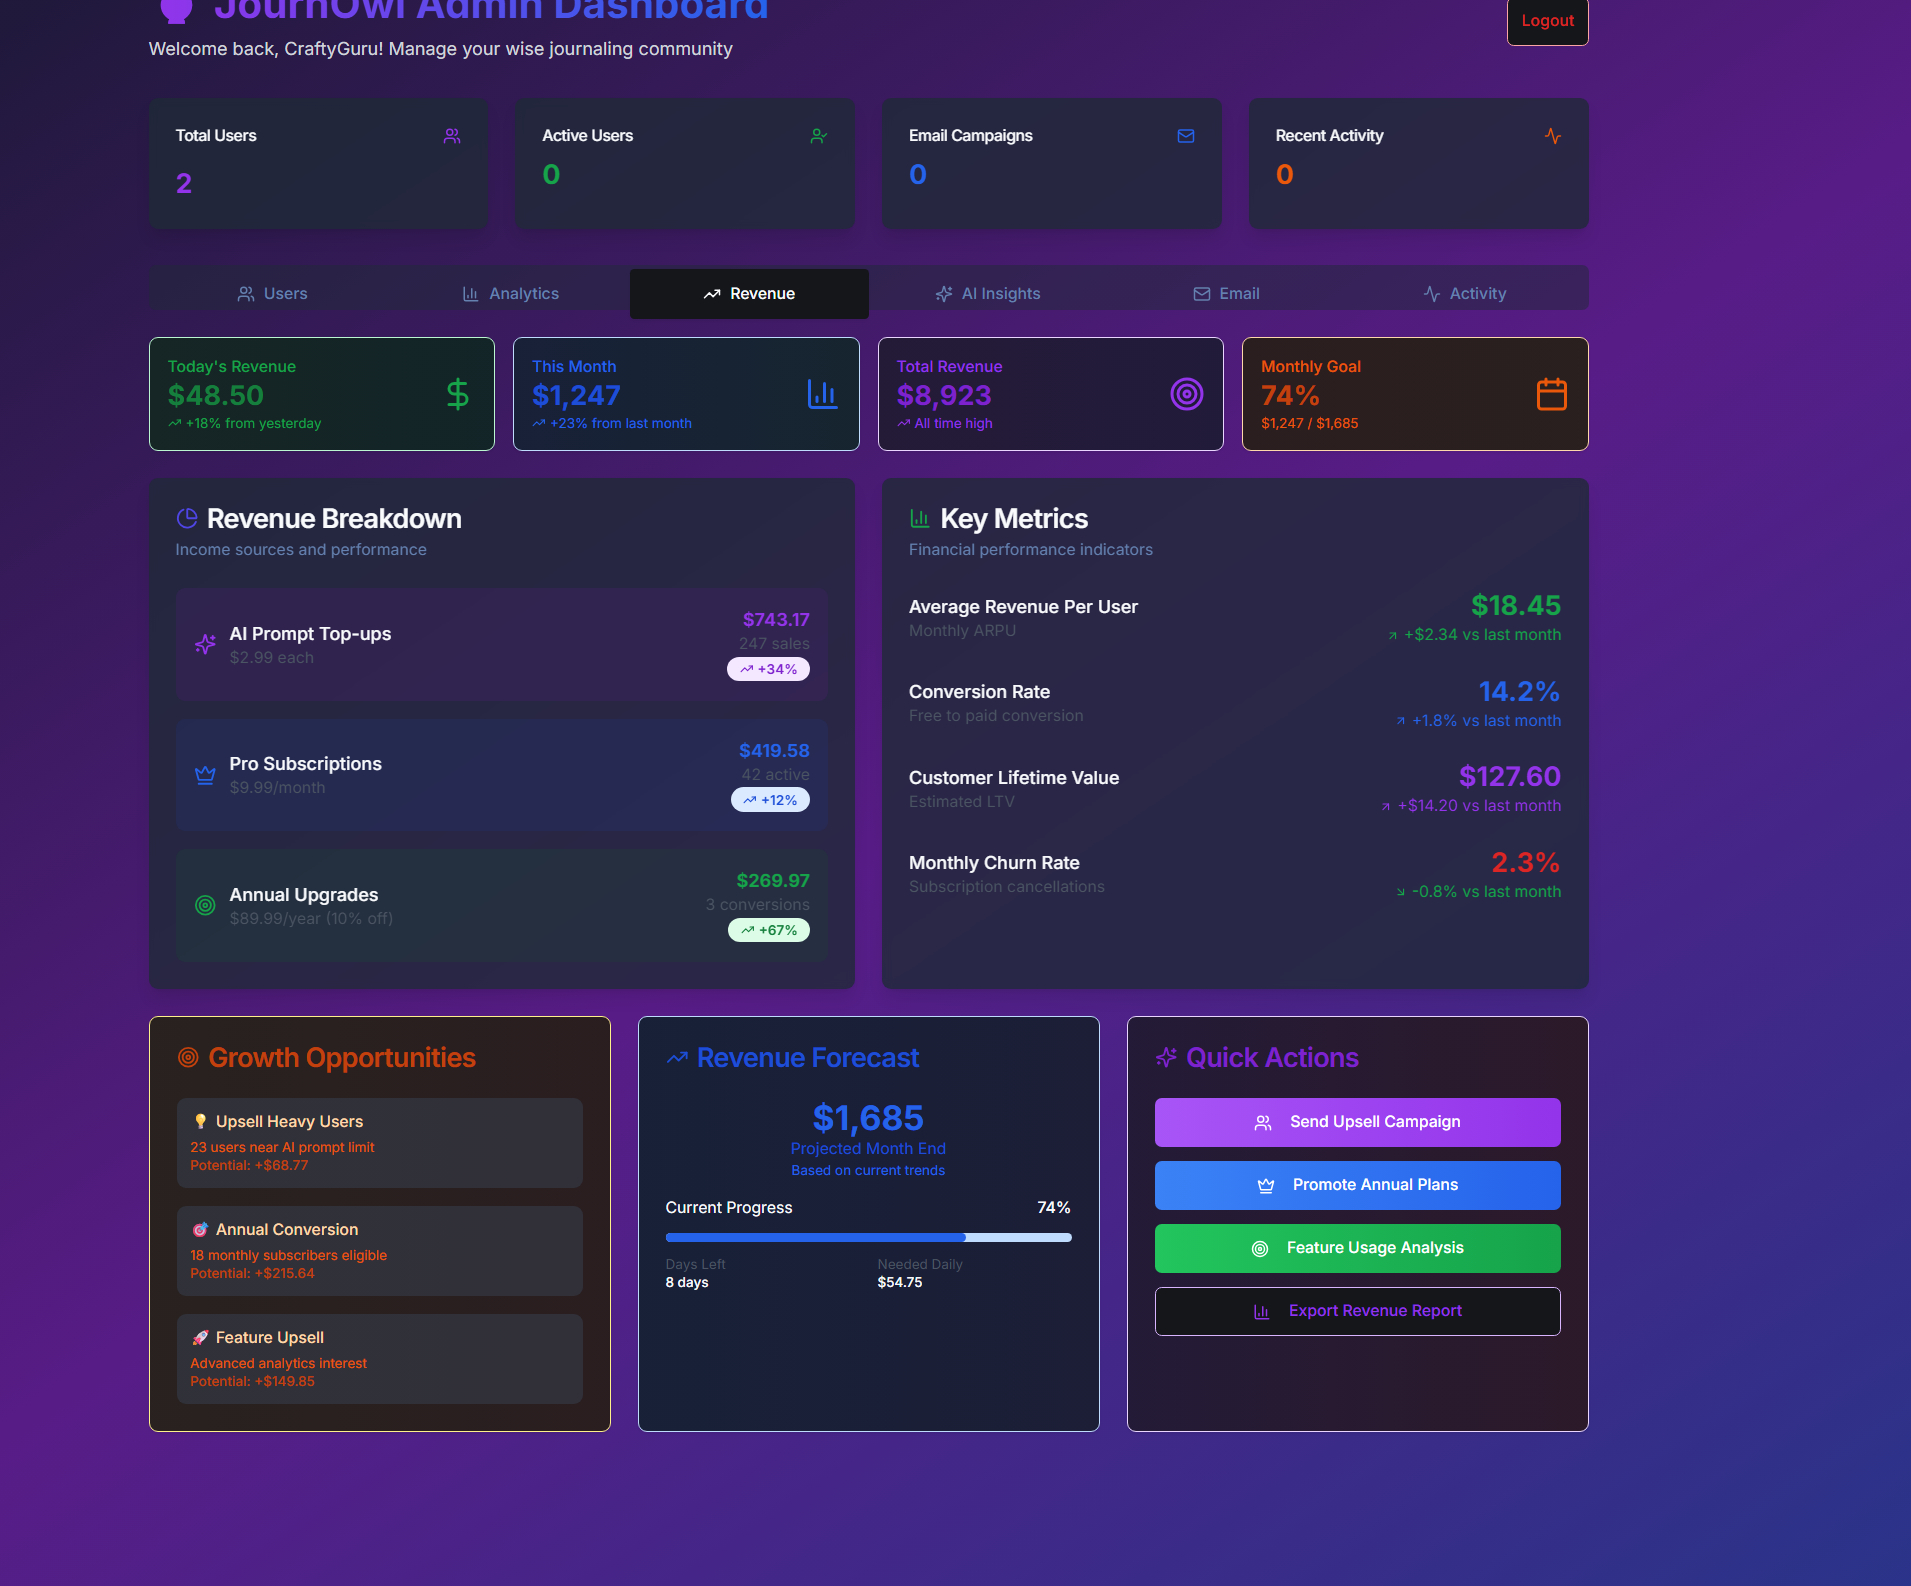 JournOwl Admin Dashboard
Logout
Welcome back, CraftyGuru! Manage your wise journaling community
Total Users
2
Active Users
0
Email Campaigns
0
Recent Activity
0
Users
Analytics
Revenue
AI Insights
Email
Activity
Today's Revenue
$48.50
+18% from yesterday
This Month
$1,247
+23% from last month
Total Revenue
$8,923
All time high
Monthly Goal
74%
$1,247 / $1,685
Revenue Breakdown
Income sources and performance
AI Prompt Top-ups
$2.99 each
$743.17
247 sales
+34%
Pro Subscriptions
$9.99/month
$419.58
42 active
+12%
Annual Upgrades
$89.99/year (10% off)
$269.97
3 conversions
+67%
Key Metrics
Financial performance indicators
Average Revenue Per User
Monthly ARPU
$18.45
+$2.34 vs last month
Conversion Rate
Free to paid conversion
14.2%
+1.8% vs last month
Customer Lifetime Value
Estimated LTV
$127.60
+$14.20 vs last month
Monthly Churn Rate
Subscription cancellations
2.3%
-0.8% vs last month
Growth Opportunities
💡 Upsell Heavy Users
23 users near AI prompt limit
Potential: +$68.77
🎯 Annual Conversion
18 monthly subscribers eligible
Potential: +$215.64
🚀 Feature Upsell
Advanced analytics interest
Potential: +$149.85
Revenue Forecast
$1,685
Projected Month End
Based on current trends
Current Progress
74%
Days Left
8 days
Needed Daily
$54.75
Quick Actions
Send Upsell Campaign
Promote Annual Plans
Feature Usage Analysis
Export Revenue Report